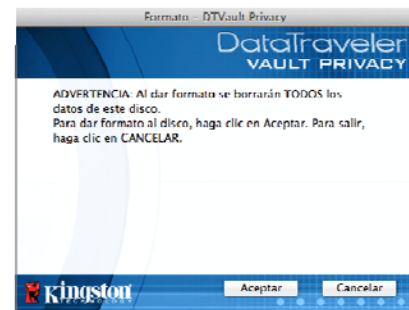 Formato – DTVault Privacy
DataTraveler
VAULT PRIVACY
ADVERTENCIA: Al dar formato se borrarán TODOS los
datos de este disco.
Para dar formato al disco, haga clic en Aceptar. Para salir,
haga clic en CANCELAR.
Kingston
TECHNOLOGY
Aceptar
Cancelar